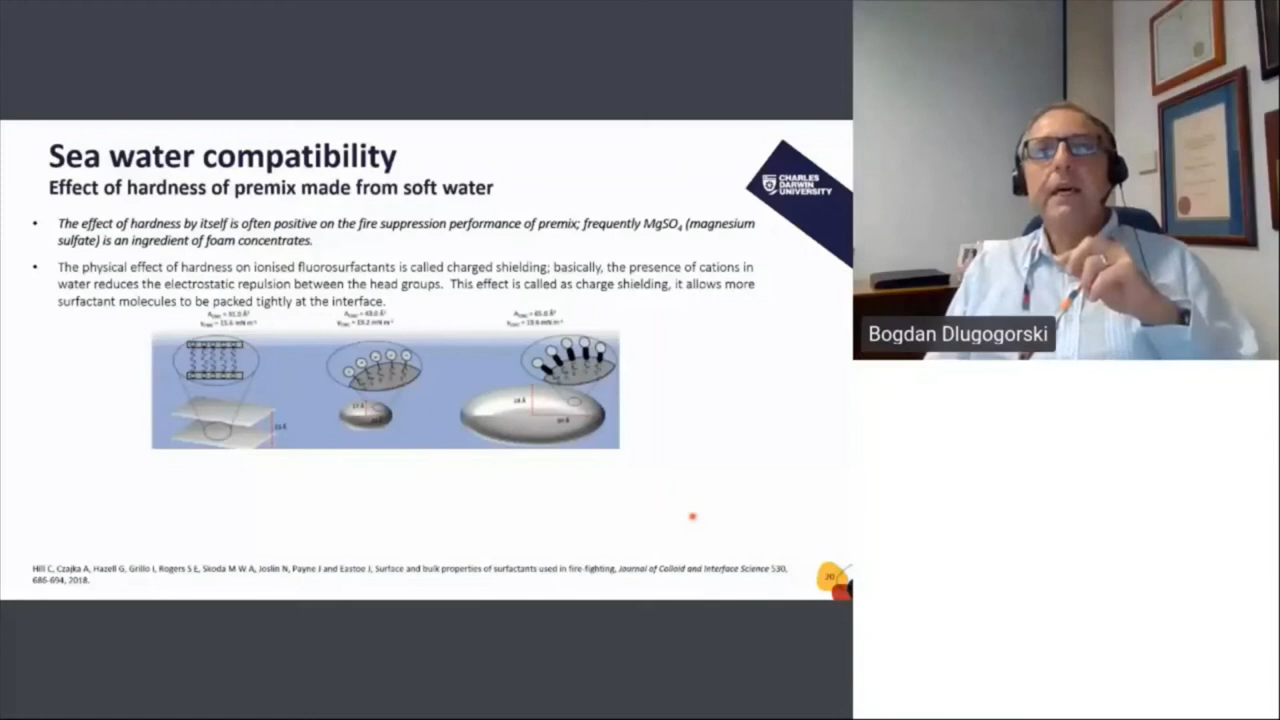 Sea water compatibility
Effect of hardness of premix made from soft water
CHARLES
DARWIN
UNIVERSITY
• The effect of hardness by itself is often positive on the fire suppression performance of premix; frequently MgSO₄ (magnesium
sulfate) is an ingredient of foam concentrates.
• The physical effect of hardness on ionised fluorosurfactants is called charged shielding; basically, the presence of cations in
water reduces the electrostatic repulsion between the head groups. This effect is called as charge shielding, it allows more
surfactant molecules to be packed tightly at the interface.
Hill C, Czajka A, Hazell G, Grillo I, Rogers S E, Skoda M W A, Joslin N, Payne J and Eastoe J, Surface and bulk properties of surfactants used in fire-fighting, Journal of Colloid and Interface Science 530,
686-694, 2018.
20
Bogdan Dlugogorski